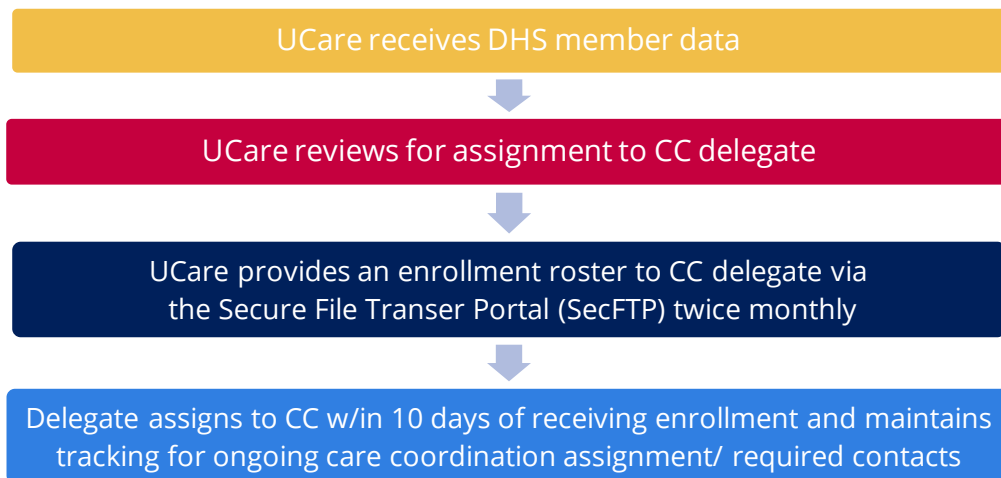 UCare receives DHS member data
UCare reviews for assignment to CC delegate
UCare provides an enrollment roster to CC delegate via
the Secure File Transer Portal (SecFTP) twice monthly
Delegate assigns to CC w/in 10 days of receiving enrollment and maintains
tracking for ongoing care coordination assignment/ required contacts